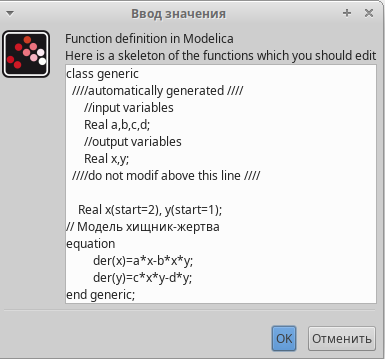 Ввод значения
Function definition in Modelica
Here is a skeleton of the functions which you should edit
class generic
////automatically generated ////
//input variables
Real a,b,c,d;
//output variables
Real x,y;
////do not modif above this line ////
Real x(start=2), y(start=1);
// Модель хищник-жертва
equation
der(x)=a*x-b*x*y;
der(y)=c*x*y-d*y;
end generic;
OK
Отменить